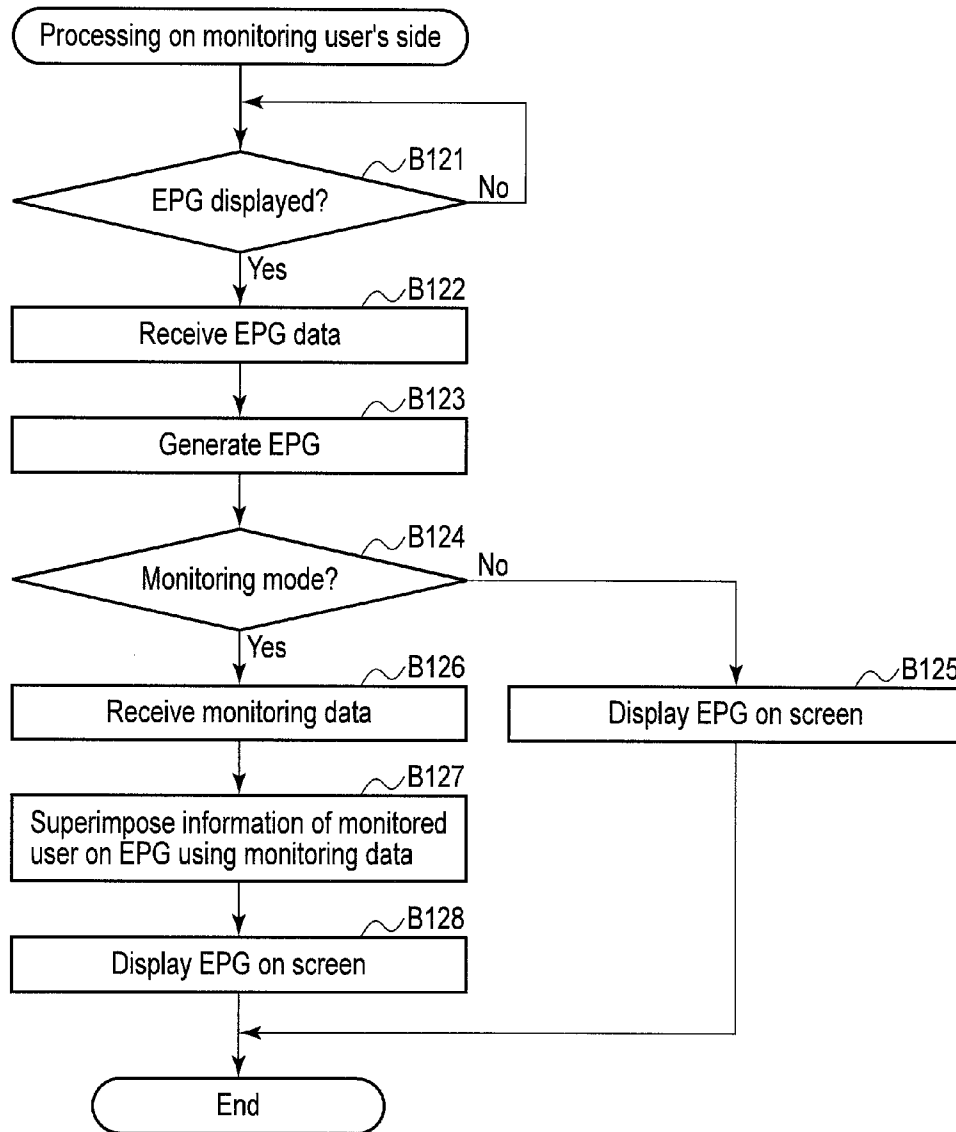 Processing on monitoring user's side
B121
EPG displayed?
No
Yes
B122
Receive EPG data
B123
Generate EPG
B124
Monitoring mode?
No
Yes
B126
Receive monitoring data
B125
Display EPG on screen
B127
Superimpose information of monitored
user on EPG using monitoring data
B128
Display EPG on screen
End